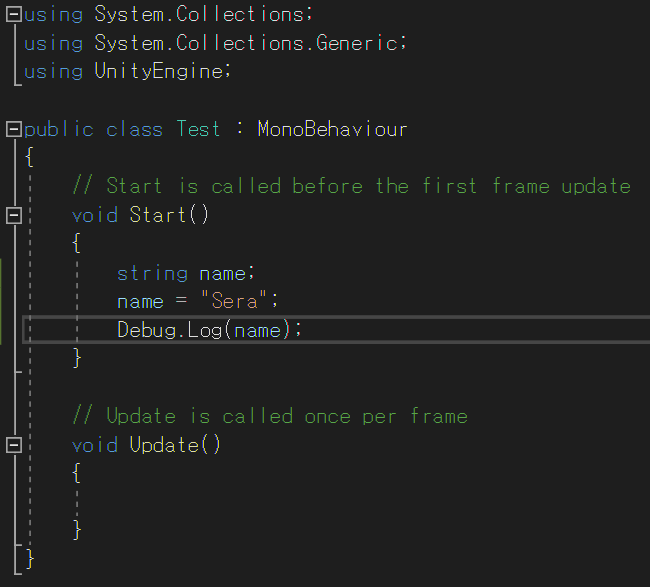 using System.Collections;
using System.Collections.Generic;
using UnityEngine;
public class Test : MonoBehaviour
{
// Start is called before the first frame update
void Start()
{
string name;
name = "Sera";
Debug.Log(name);
}
// Update is called once per frame
void Update()
{
}
}